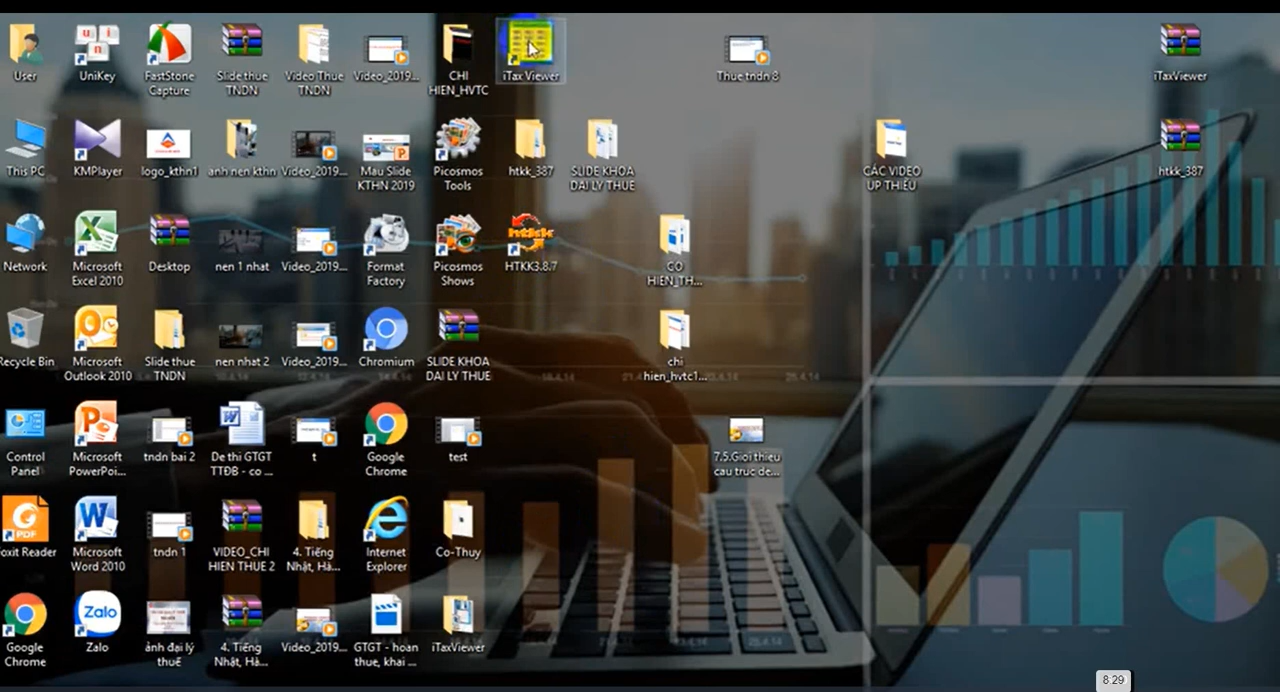 User
UniKey
FastStone
Capture
Slide thue
TNDN
Video Thue
TNDN
Video_2019...
CHI
HIEN_HVTC
iTax Viewer
Thue tndn 8
iTaxViewer
This PC
KMPlayer
logo_kthn1
anh nen kthn
Video_2019...
Mau Slide
KTHN 2019
Picosmos
Tools
htkk_387
SLIDE KHOA
DAI LY THUE
CÁC VIDEO
UP THIẾU
htkk_387
Network
Microsoft
Excel 2010
Desktop
nen 1 nhat
Video_2019...
Format
Factory
Picosmos
Shows
HTKK3.8.7
CO
HIEN_TH...
Recycle Bin
Microsoft
Outlook 2010
Slide thue
TNDN
nen nhat 2
Video_2019...
Chromium
SLIDE KHOA
DAI LY THUE
chi
hien_hvtc1...
Control
Panel
Microsoft
PowerPoi...
tndn bai 2
De thi GTGT
TTĐB - co ...
t
Google
Chrome
test
7.5.Gioi thieu
cau truc de...
oxit Reader
Microsoft
Word 2010
tndn 1
VIDEO_CHI
HIEN THUE 2
4. Tiếng
Nhật, Hà...
Internet
Explorer
Co-Thuy
Google
Chrome
Zalo
ảnh đại lý
thuế
4. Tiếng
Nhật, Hà...
Video_2019...
GTGT - hoan
thue, khai ...
iTaxViewer
8:29